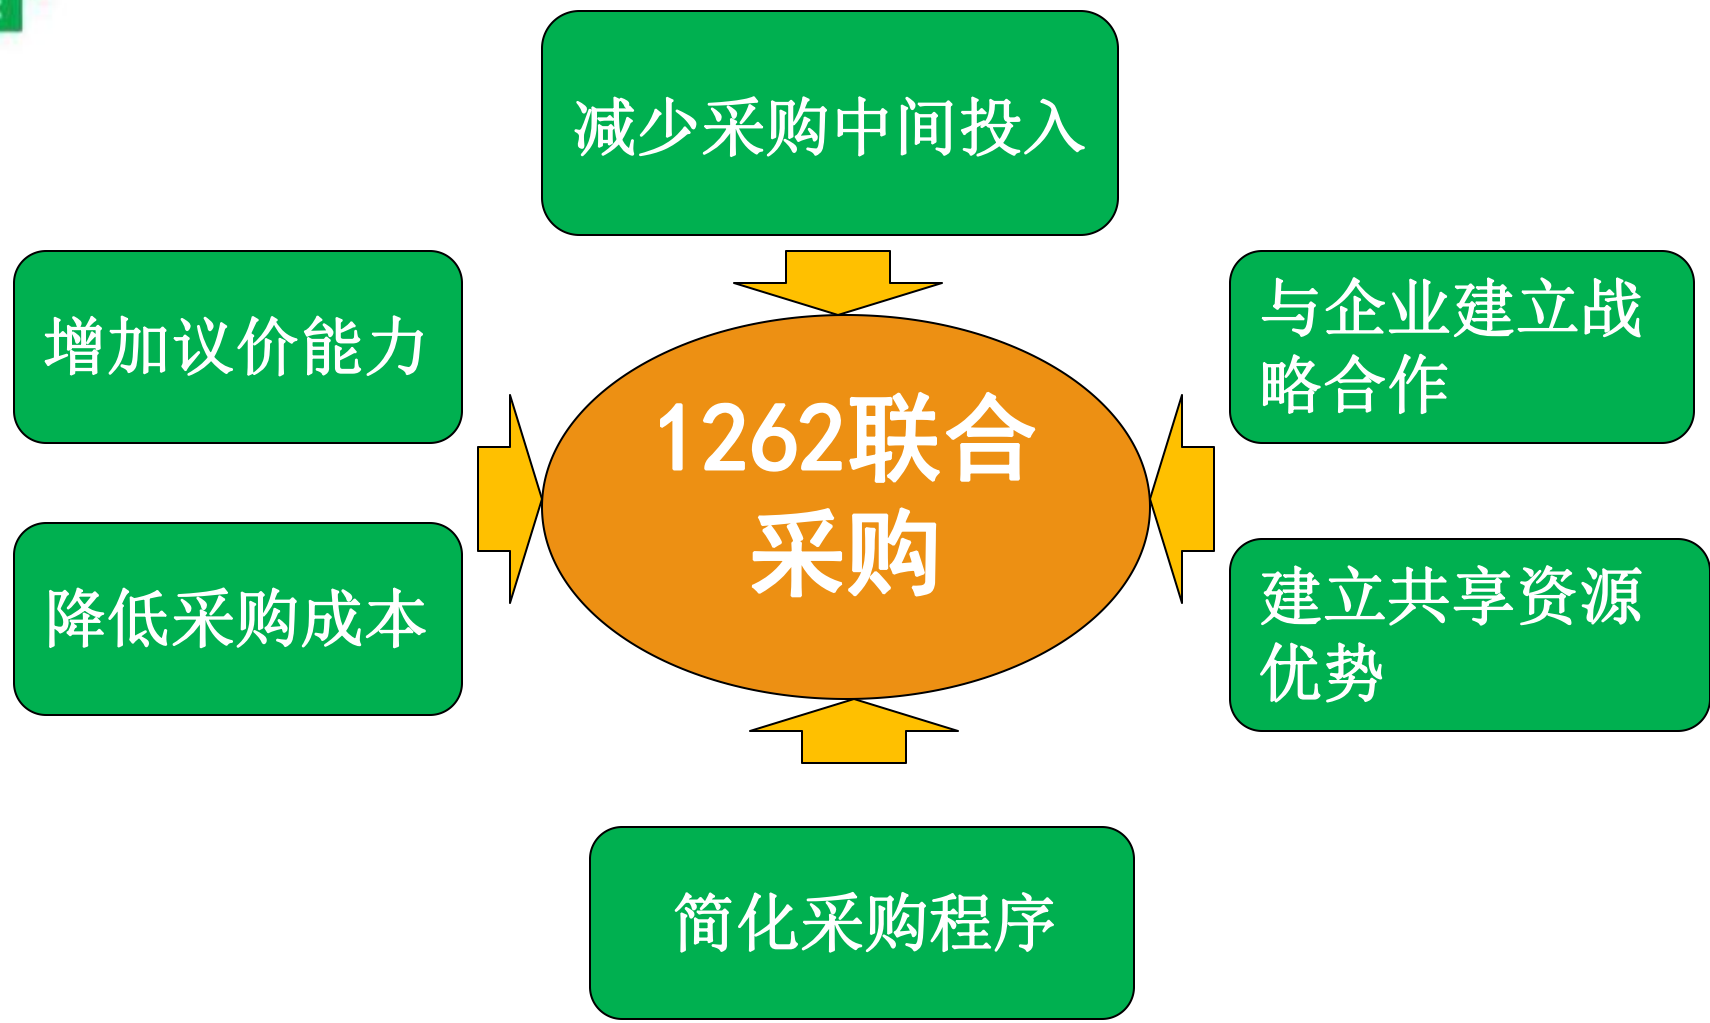 减少采购中间投入
增加议价能力
与企业建立战
略合作
1262联合
采购
降低采购成本
建立共享资源
优势
简化采购程序